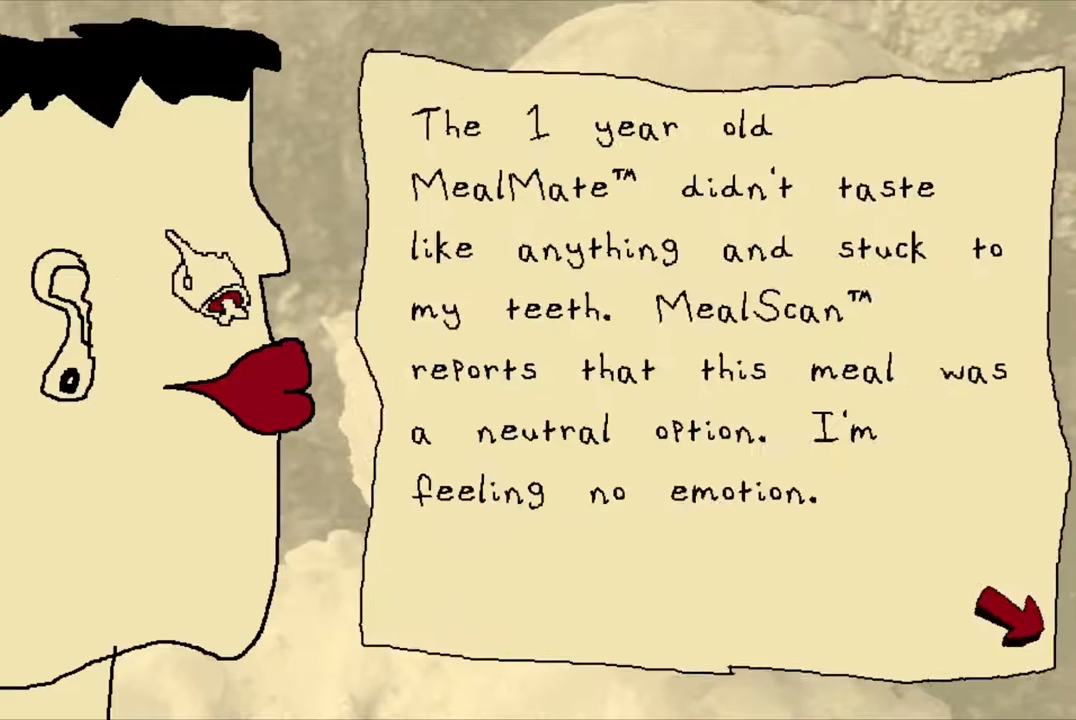 The 1 year old
MealMate™ didn't taste
like anything and stuck to
my teeth. MealScan™
reports that this meal was
a neutral option. I'm
feeling no emotion.